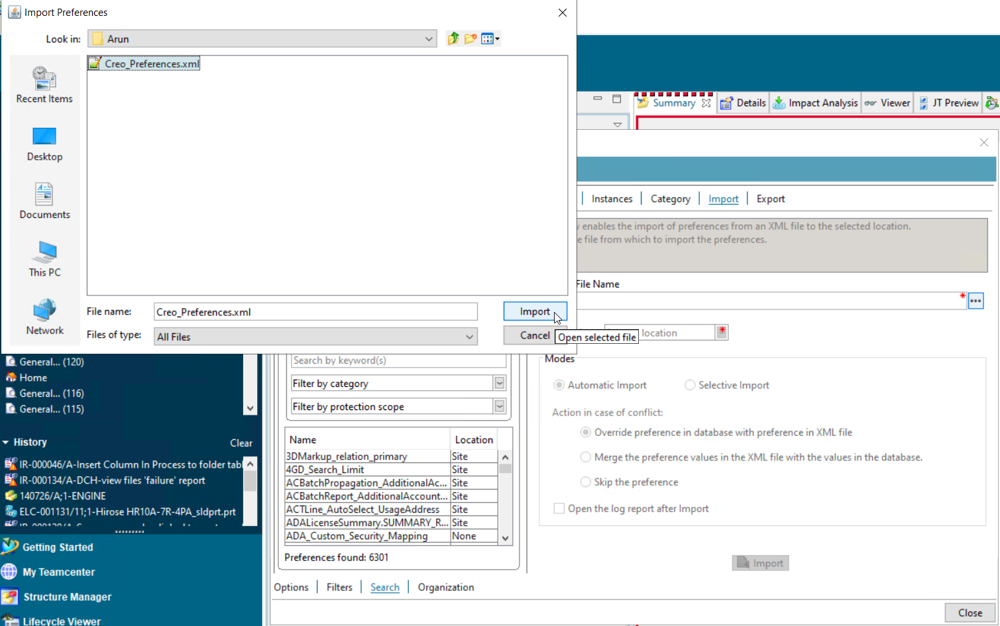 Import Preferences
Look in:
Arun
Creo_Preferences.xml
Recent Items
Desktop
Documents
This PC
Network
File name:
Creo_Preferences.xml
Import
Files of type:
All Files
Cancel
Open selected file
Summary
Details
Impact Analysis
Viewer
JT Preview
Instances
Category
Import
Export
enables the import of preferences from an XML file to the selected location.
file from which to import the preferences.
File Name
location
Modes
Automatic Import
Selective Import
Action in case of conflict:
Override preference in database with preference in XML file
Merge the preference values in the XML file with the values in the database.
Skip the preference
Open the log report after Import
Import
General... (120)
Home
General... (116)
General... (115)
History
Clear
IR-000046/A-Insert Column In Process to folder tabl
IR-000134/A-DCH-view files 'failure' report
140726/A;1-ENGINE
ELC-001131/11;1-Hirose HR10A-7R-4PA_sldprt.prt
Getting Started
My Teamcenter
Structure Manager
Lifecycle Viewer
Search by keyword(s)
Filter by category
Filter by protection scope
Name Location
3DMarkup_relation_primary Site
4GD_Search_Limit Site
ACBatchPropagation_AdditionalAc... Site
ACBatchReport_AdditionalAccount... Site
ACTLine_AutoSelect_UsageAddress Site
ADALicenseSummary.SUMMARY_R... Site
ADA_Custom_Security_Mapping None
Preferences found: 6301
Options
Filters
Search
Organization
Close